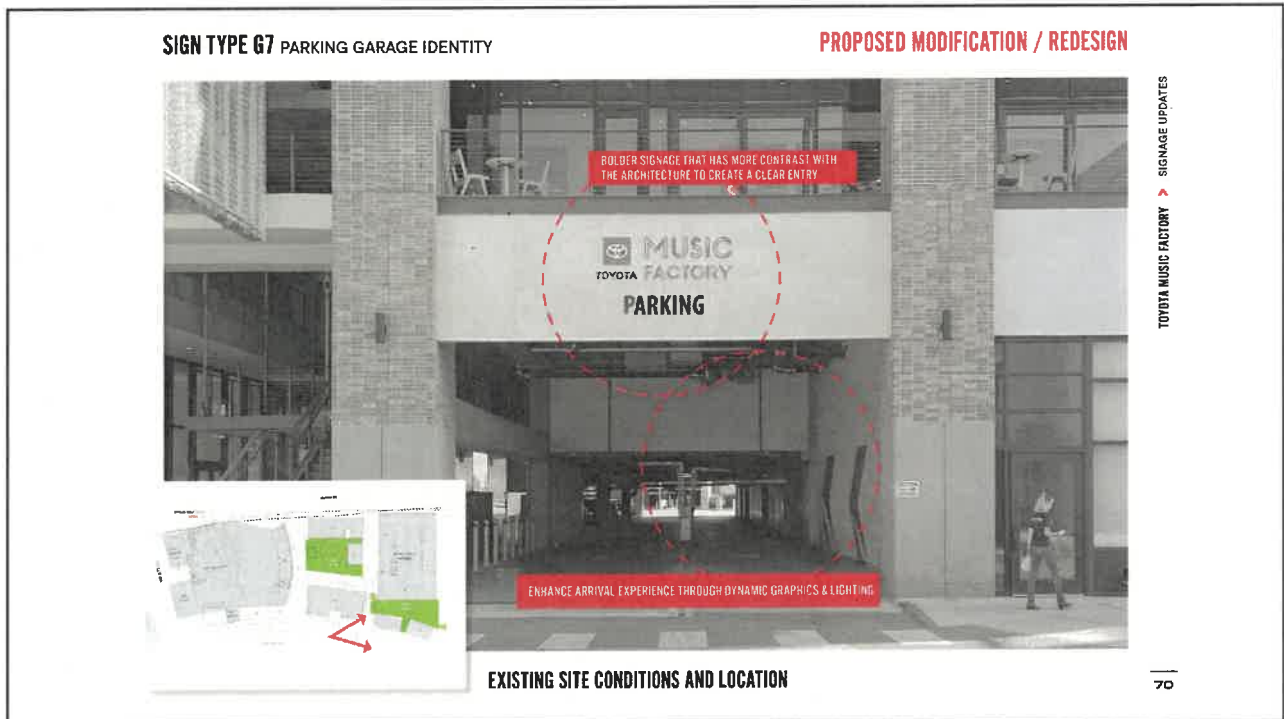 SIGN TYPE G7 PARKING GARAGE IDENTITY
PROPOSED MODIFICATION / REDESIGN
BOLDER SIGNAGE THAT HAS MORE CONTRAST WITH
THE ARCHITECTURE TO CREATE A CLEAR ENTRY
MUSIC
TOYOTA FACTORY
PARKING
ENHANCE ARRIVAL EXPERIENCE THROUGH DYNAMIC GRAPHICS & LIGHTING
TOYOTA MUSIC FACTORY > SIGNAGE UPDATES
EXISTING SITE CONDITIONS AND LOCATION
70